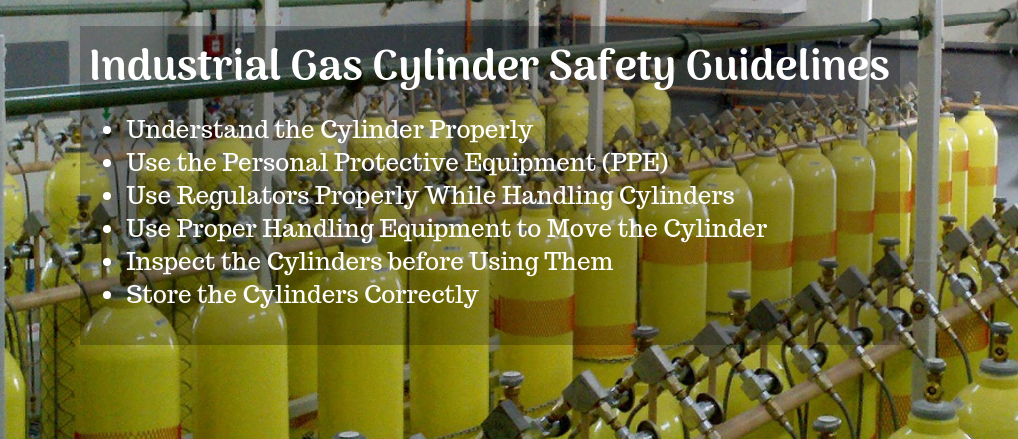 Industrial Gas Cylinder Safety Guidelines
• Understand the Cylinder Properly
• Use the Personal Protective Equipment (PPE)
• Use Regulators Properly While Handling Cylinders
• Use Proper Handling Equipment to Move the Cylinder
• Inspect the Cylinders before Using Them
• Store the Cylinders Correctly